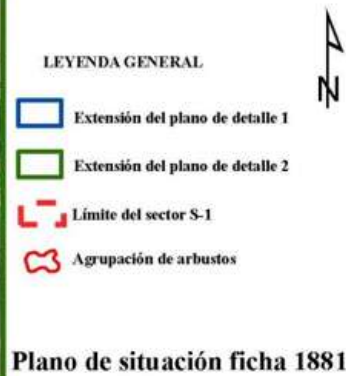 N
LEYENDA GENERAL
Extensión del plano de detalle 1
Extensión del plano de detalle 2
Límite del sector S-1
Agrupación de arbustos
Plano de situación ficha 1881